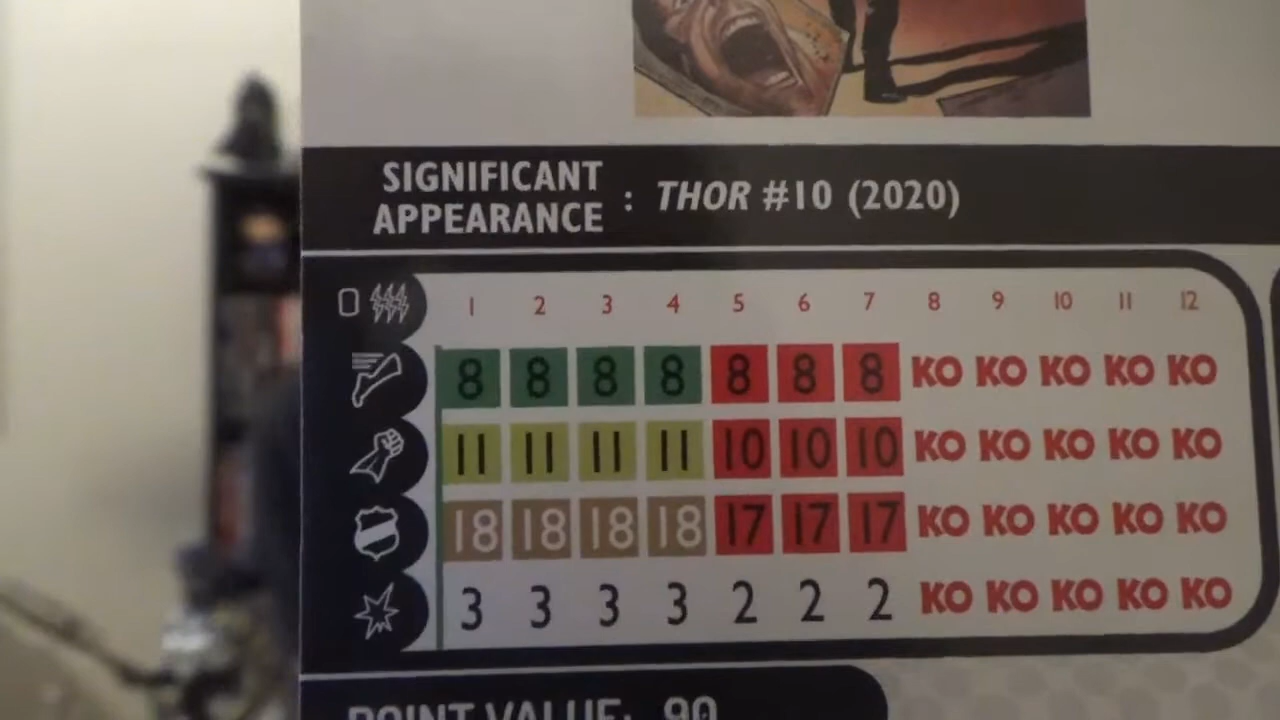 SIGNIFICANT
APPEARANCE : THOR #10 (2020)
0 1 2 3 4 5 6 7 8 9 10 11 12
8 8 8 8 8 8 8 KO KO KO KO KO
11 11 11 11 10 10 10 KO KO KO KO KO
18 18 18 18 17 17 17 KO KO KO KO KO
3 3 3 3 2 2 2 KO KO KO KO KO
POINT VALUE: 90